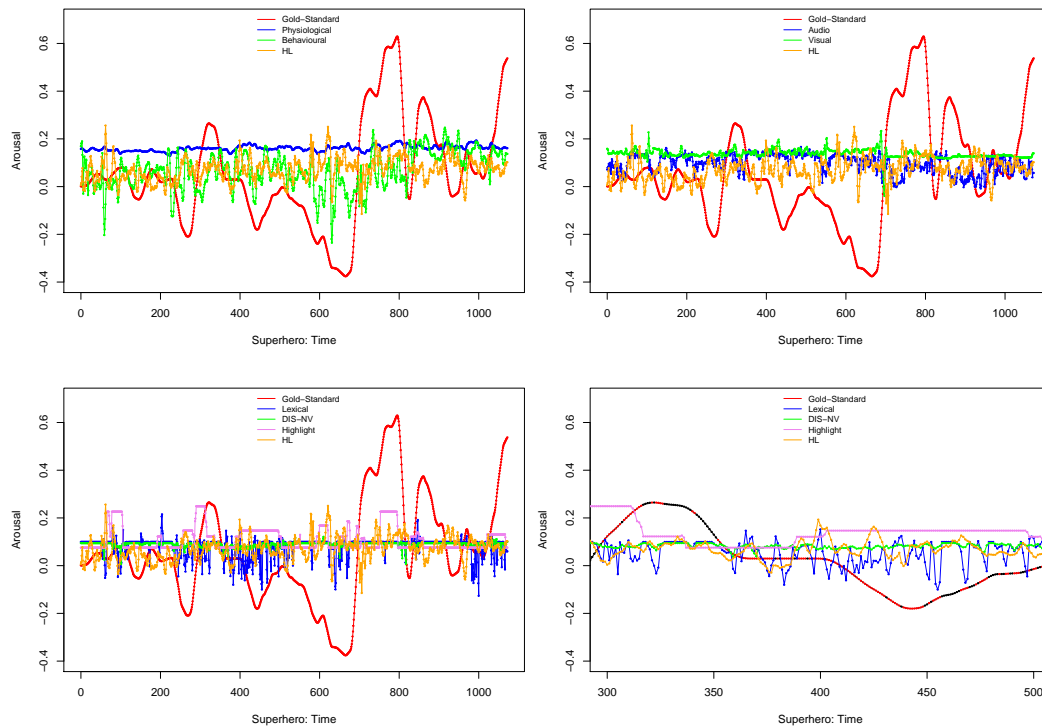 Gold−Standard
Physiological
Behavioural
HL
Arousal
0.6
0.4
0.2
0.0
−0.2
−0.4
0 200 400 600 800 1000
Superhero: Time
Gold−Standard
Audio
Visual
HL
Arousal
0.6
0.4
0.2
0.0
−0.2
−0.4
0 200 400 600 800 1000
Superhero: Time
Gold−Standard
Lexical
DIS−NV
Highlight
HL
Arousal
0.6
0.4
0.2
0.0
−0.2
−0.4
0 200 400 600 800 1000
Superhero: Time
Gold−Standard
Lexical
DIS−NV
Highlight
HL
Arousal
0.6
0.4
0.2
0.0
−0.2
−0.4
300 350 400 450 500
Superhero: Time